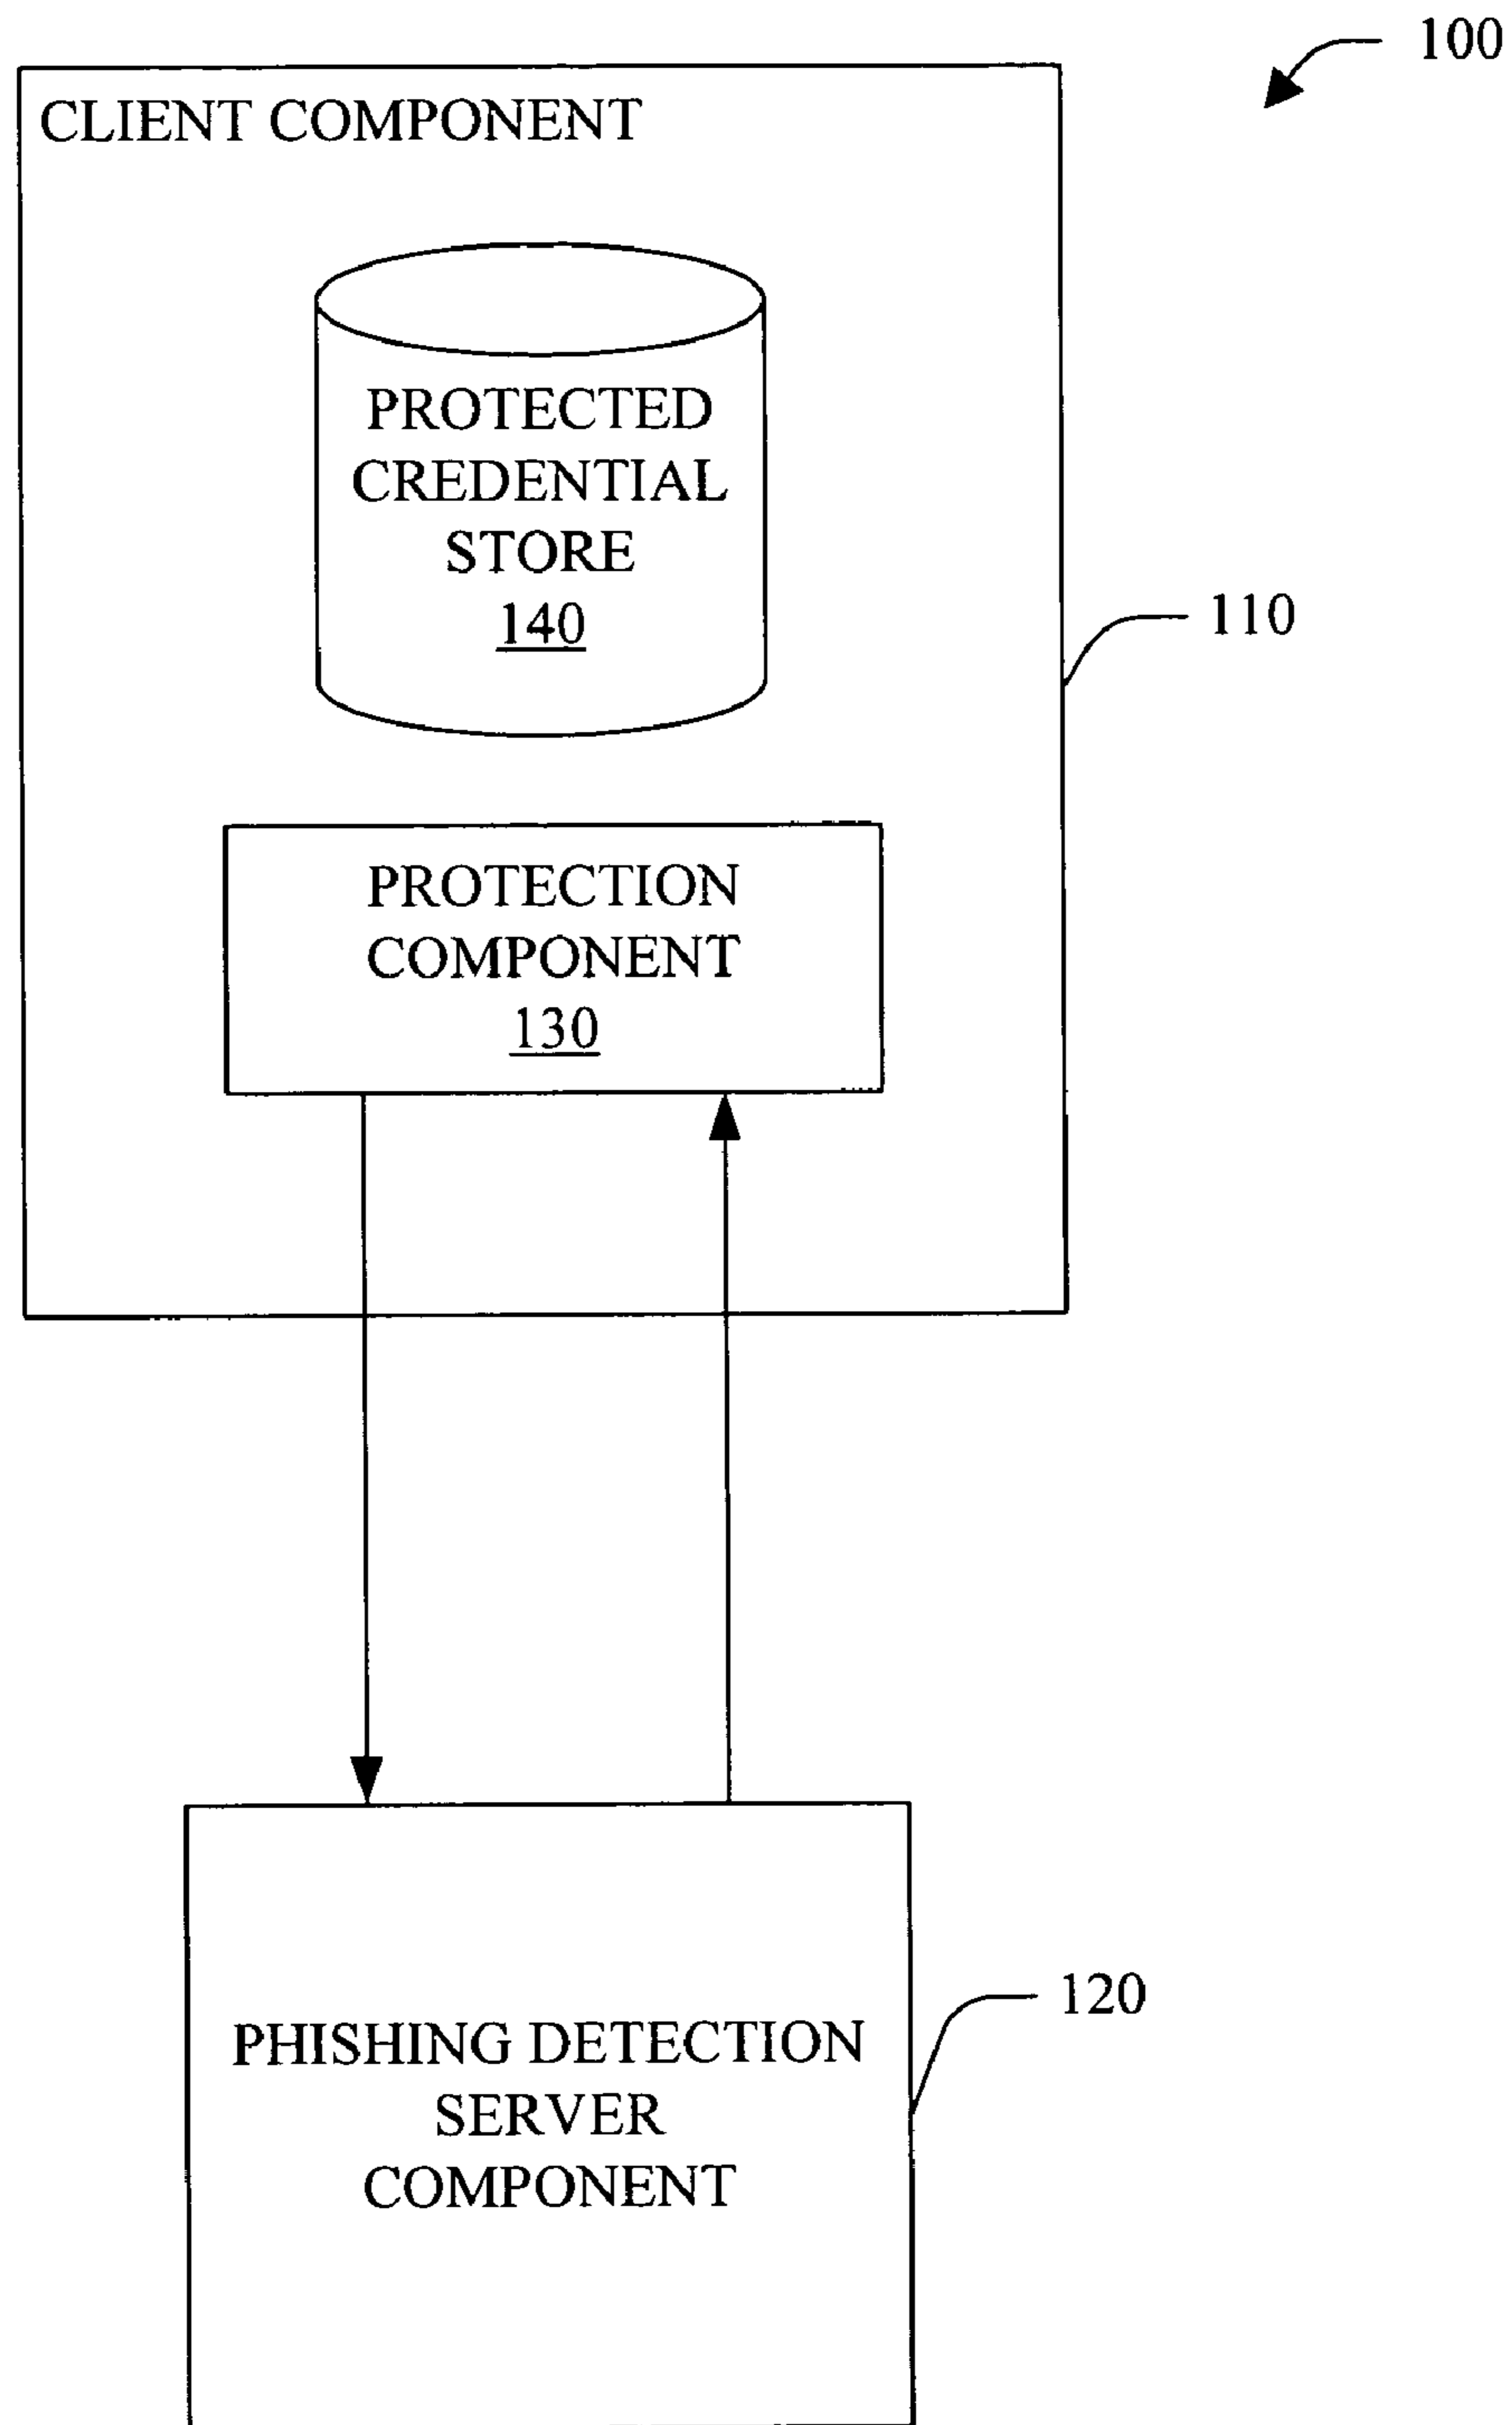 100
CLIENT COMPONENT
PROTECTED
CREDENTIAL
STORE
140
110
PROTECTION
COMPONENT
130
120
PHISHING DETECTION
SERVER
COMPONENT